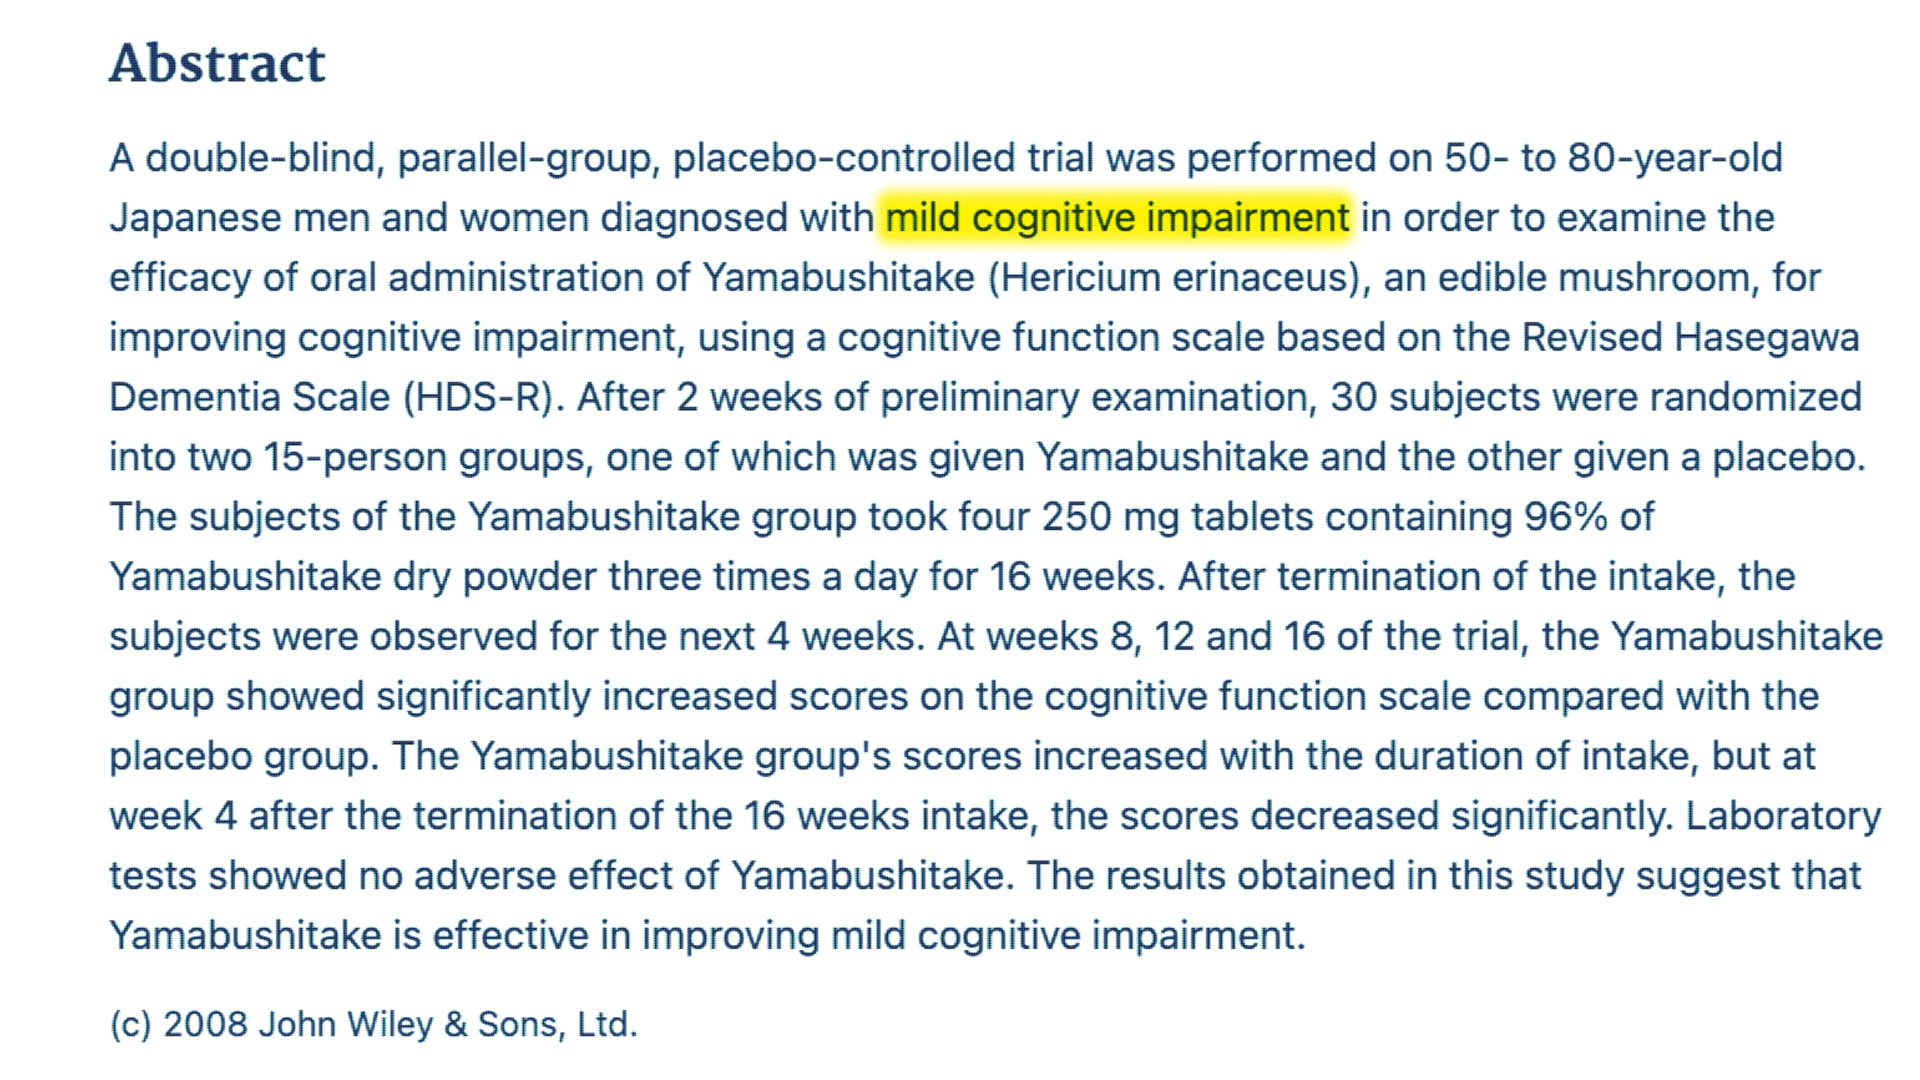 Abstract
A double-blind, parallel-group, placebo-controlled trial was performed on 50- to 80-year-old
Japanese men and women diagnosed with mild cognitive impairment in order to examine the
efficacy of oral administration of Yamabushitake (Hericium erinaceus), an edible mushroom, for
improving cognitive impairment, using a cognitive function scale based on the Revised Hasegawa
Dementia Scale (HDS-R). After 2 weeks of preliminary examination, 30 subjects were randomized
into two 15-person groups, one of which was given Yamabushitake and the other given a placebo.
The subjects of the Yamabushitake group took four 250 mg tablets containing 96% of
Yamabushitake dry powder three times a day for 16 weeks. After termination of the intake, the
subjects were observed for the next 4 weeks. At weeks 8, 12 and 16 of the trial, the Yamabushitake
group showed significantly increased scores on the cognitive function scale compared with the
placebo group. The Yamabushitake group's scores increased with the duration of intake, but at
week 4 after the termination of the 16 weeks intake, the scores decreased significantly. Laboratory
tests showed no adverse effect of Yamabushitake. The results obtained in this study suggest that
Yamabushitake is effective in improving mild cognitive impairment.
(c) 2008 John Wiley & Sons, Ltd.